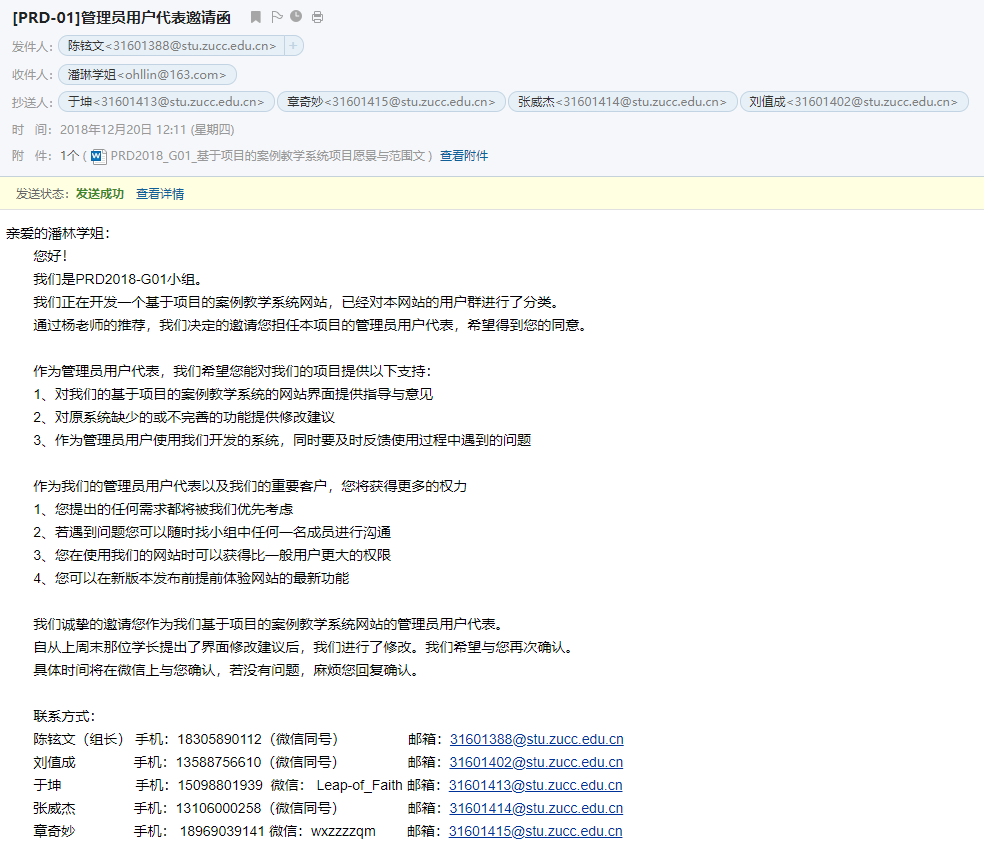 [PRD-01]管理员用户代表邀请函
发件人： 陈铉文<31601388@stu.zucc.edu.cn> +
收件人： 潘琳学姐<ohllin@163.com>
抄送人： 于坤<31601413@stu.zucc.edu.cn> 章奇妙<31601415@stu.zucc.edu.cn> 张威杰<31601414@stu.zucc.edu.cn> 刘值成<31601402@stu.zucc.edu.cn>
时 间： 2018年12月20日 12:11 (星期四)
附 件： 1个 ( PRD2018_G01_基于项目的案例教学系统项目愿景与范围文 ) 查看附件
发送状态： 发送成功 查看详情
亲爱的潘林学姐：
您好！
我们是PRD2018-G01小组。
我们正在开发一个基于项目的案例教学系统网站，已经对本网站的用户群进行了分类。
通过杨老师的推荐，我们决定的邀请您担任本项目的管理员用户代表，希望得到您的同意。
作为管理员用户代表，我们希望您能对我们的项目提供以下支持：
1、对我们的基于项目的案例教学系统的网站界面提供指导与意见
2、对原系统缺少的或不完善的功能提供修改建议
3、作为管理员用户使用我们开发的系统，同时要及时反馈使用过程中遇到的问题
作为我们的管理员用户代表以及我们的重要客户，您将获得更多的权力
1、您提出的任何需求都将被我们优先考虑
2、若遇到问题您可以随时找小组中任何一名成员进行沟通
3、您在使用我们的网站时可以获得比一般用户更大的权限
4、您可以在新版本发布前提前体验网站的最新功能
我们诚挚的邀请您作为我们基于项目的案例教学系统网站的管理员用户代表。
自从上周末那位学长提出了界面修改建议后，我们进行了修改。我们希望与您再次确认。
具体时间将在微信上与您确认，若没有问题，麻烦您回复确认。
联系方式：
陈铉文（组长） 手机：18305890112（微信同号） 邮箱：31601388@stu.zucc.edu.cn
刘值成 手机：13588756610（微信同号） 邮箱：31601402@stu.zucc.edu.cn
于坤 手机：15098801939 微信： Leap-of_Faith 邮箱：31601413@stu.zucc.edu.cn
张威杰 手机：13106000258（微信同号） 邮箱：31601414@stu.zucc.edu.cn
章奇妙 手机： 18969039141 微信：wxzzzzqm 邮箱：31601415@stu.zucc.edu.cn